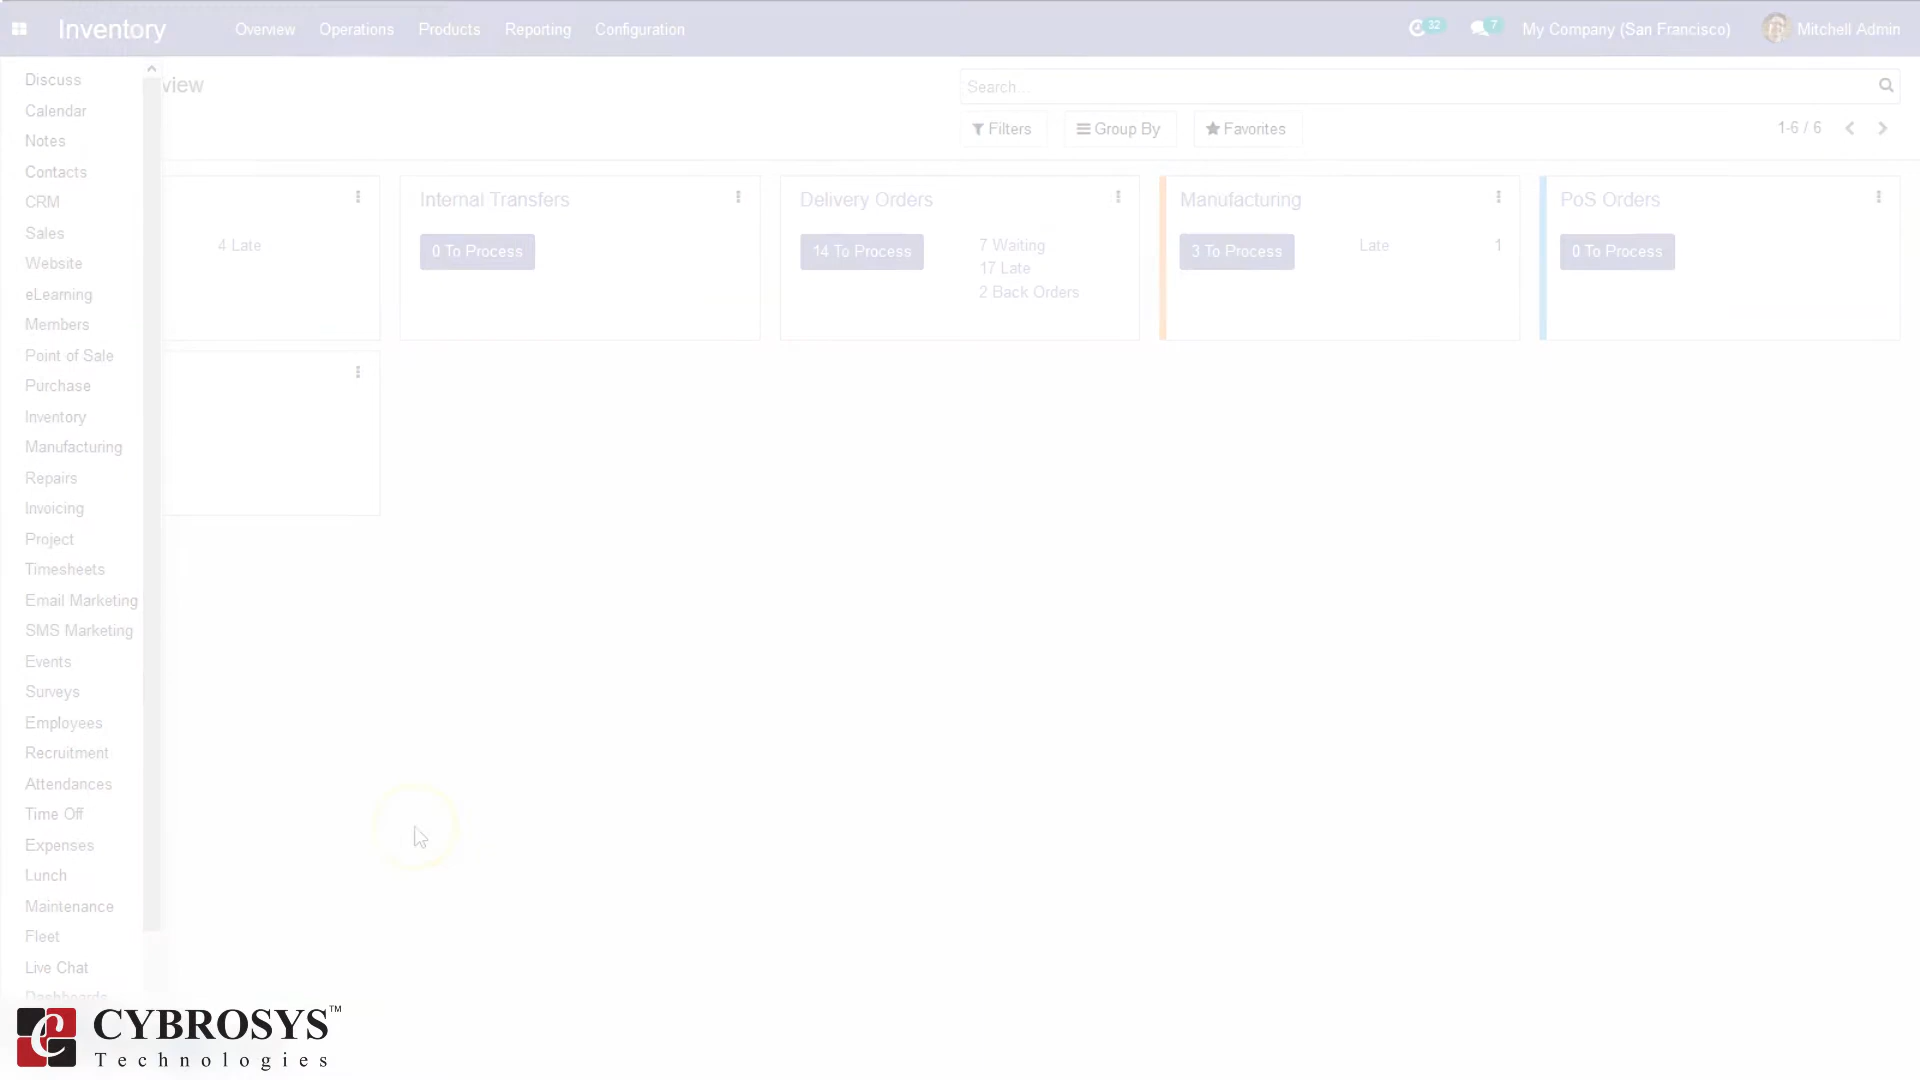 Inventory
Overview
Operations
Products
Reporting
Configuration
32
7
My Company (San Francisco)
Mitchell Admin
Discuss
Calendar
Notes
Contacts
CRM
Sales
Website
eLearning
Members
Point of Sale
Purchase
Inventory
Manufacturing
Repairs
Invoicing
Project
Timesheets
Email Marketing
SMS Marketing
Events
Surveys
Employees
Recruitment
Attendances
Time Off
Expenses
Lunch
Maintenance
Fleet
Live Chat
Dashboards
view
Search...
Filters
Group By
Favorites
1-6 / 6
4 Late
Internal Transfers
0 To Process
Delivery Orders
14 To Process
7 Waiting
17 Late
2 Back Orders
Manufacturing
3 To Process
Late
1
PoS Orders
0 To Process
CYBROSYS™
Technologies